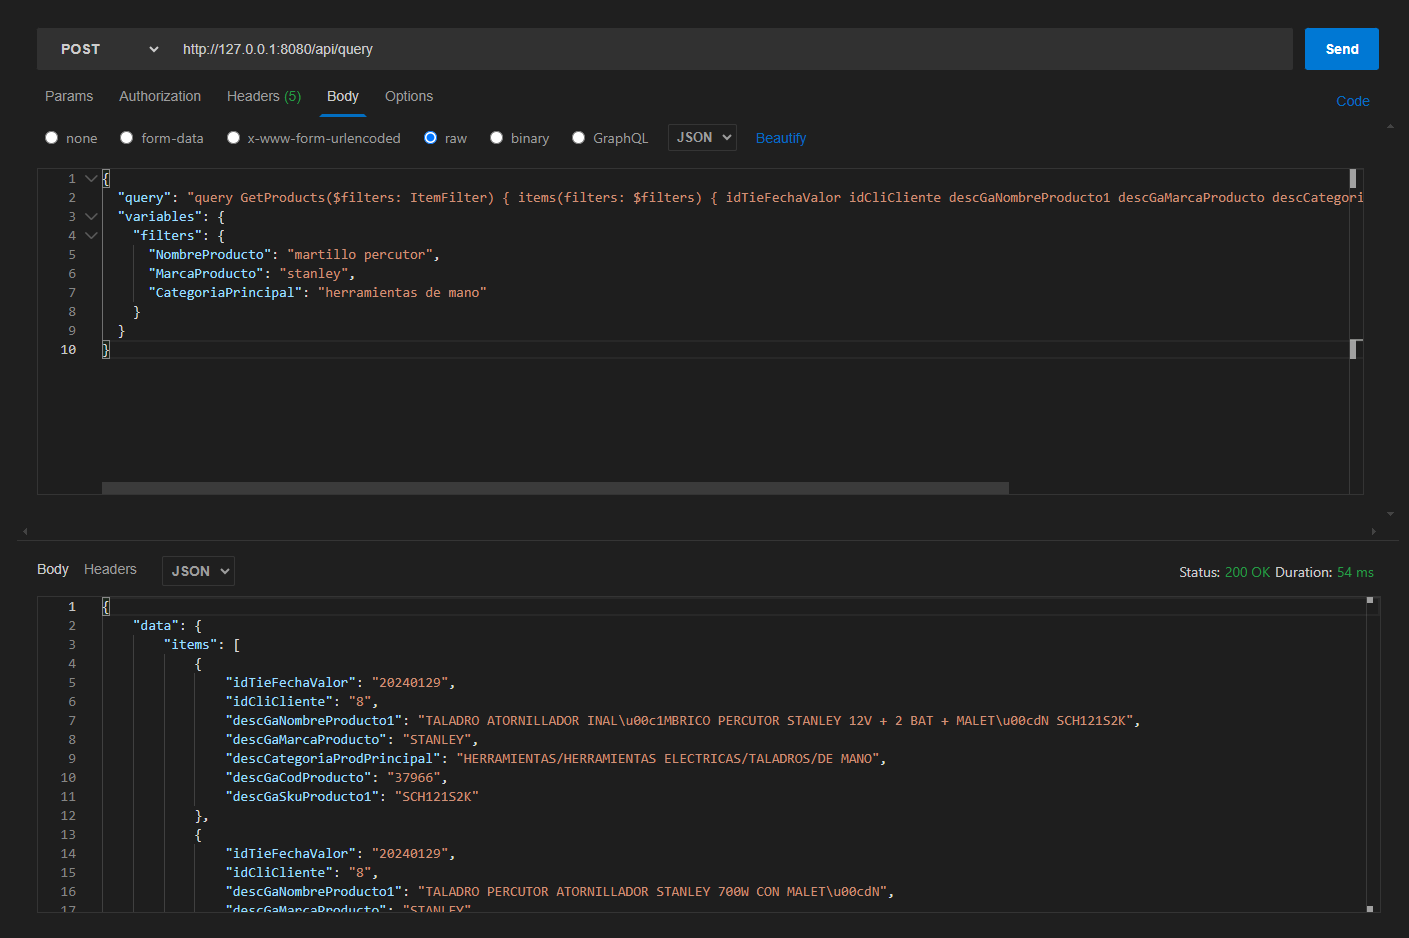 POST http://127.0.0.1:8080/api/query Send
Params Authorization Headers (5) Body Options Code
none form-data x-www-form-urlencoded raw binary GraphQL JSON Beautify
1 {
2 "query": "query GetProducts($filters: ItemFilter) { items(filters: $filters) { idTieFechaValor idCliCliente descGaNombreProducto1 descGaMarcaProducto descCategori
3 "variables": {
4 "filters": {
5 "NombreProducto": "martillo percutor",
6 "MarcaProducto": "stanley",
7 "CategoriaPrincipal": "herramientas de mano"
8 }
9 }
10 }
Body Headers JSON Status: 200 OK Duration: 54 ms
1 {
2 "data": {
3 "items": [
4 {
5 "idTieFechaValor": "20240129",
6 "idCliCliente": "8",
7 "descGaNombreProducto1": "TALADRO ATORNILLADOR INAL\u00c1MBRICO PERCUTOR STANLEY 12V + 2 BAT + MALET\u00cdN SCH121S2K",
8 "descGaMarcaProducto": "STANLEY",
9 "descCategoriaProdPrincipal": "HERRAMIENTAS/HERRAMIENTAS ELECTRICAS/TALADROS/DE MANO",
10 "descGaCodProducto": "37966",
11 "descGaSkuProducto1": "SCH121S2K"
12 },
13 {
14 "idTieFechaValor": "20240129",
15 "idCliCliente": "8",
16 "descGaNombreProducto1": "TALADRO PERCUTOR ATORNILLADOR STANLEY 700W CON MALET\u00cdN",
17 "descGaMarcaProducto": "STANLEY"